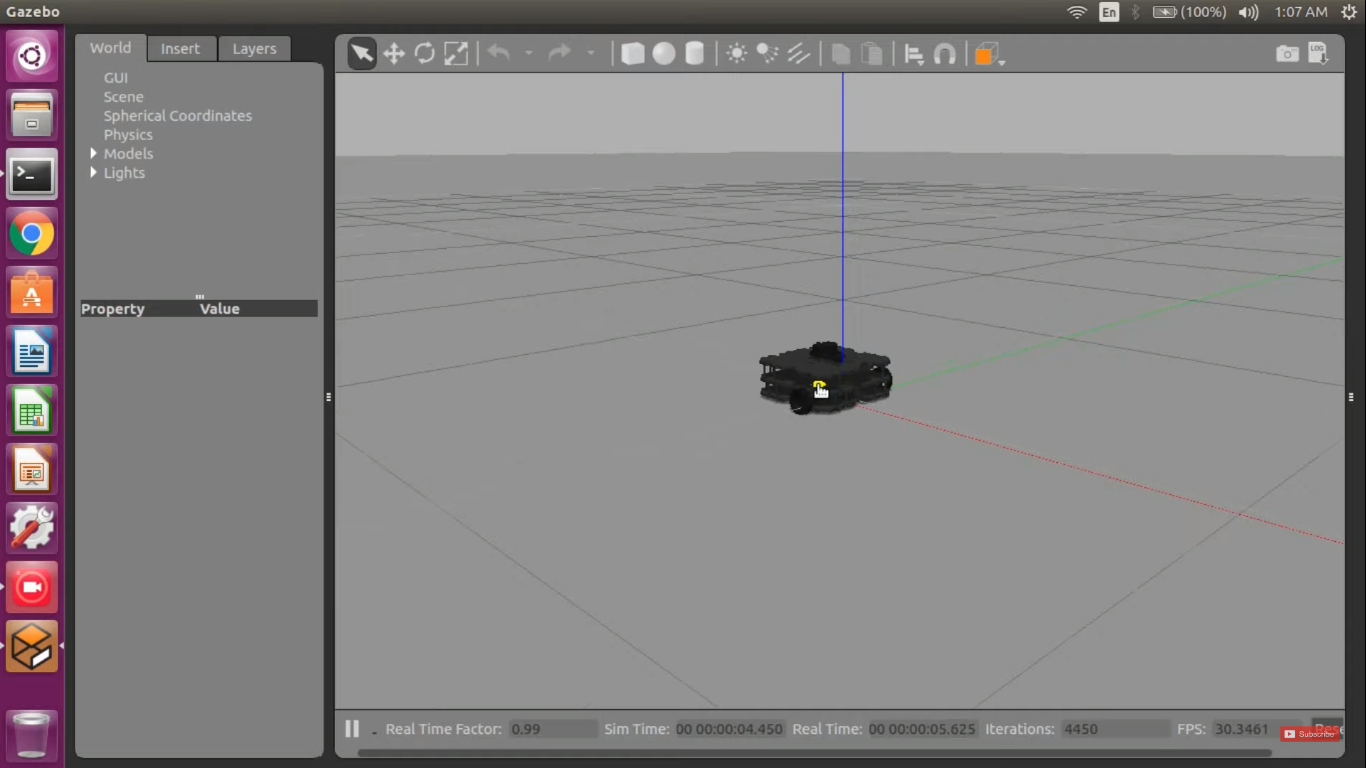 Gazebo
En
(100%)
1:07 AM
World
Insert
Layers
LOG
GUI
Scene
Spherical Coordinates
Physics
Models
Lights
Property
Value
Real Time Factor: 0.99 Sim Time: 00 00:00:04.450 Real Time: 00 00:00:05.625 Iterations: 4450 FPS: 30.3461
Subscribe